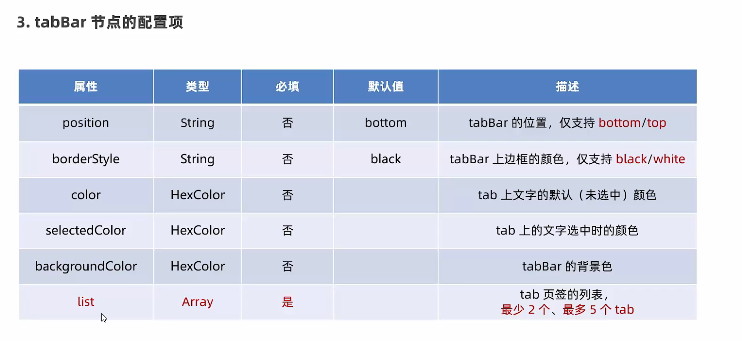 3. tabBar 节点的配置项
属性 类型 必填 默认值 描述
position String 否 bottom tabBar 的位置，仅支持 bottom/top
borderStyle String 否 black tabBar 上边框的颜色，仅支持 black/white
color HexColor 否 tab 上文字的默认（未选中）颜色
selectedColor HexColor 否 tab 上的文字选中时的颜色
backgroundColor HexColor 否 tabBar 的背景色
list Array 是 tab 页签的列表，
最少 2 个、最多 5 个 tab